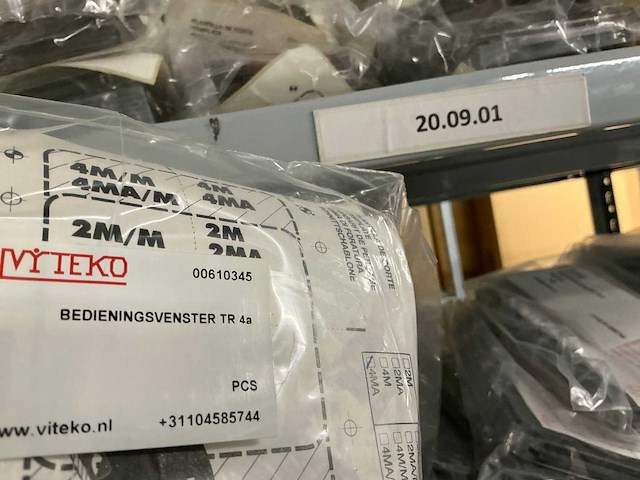 20.09.01
4M/M
4MA/M
4M
4MA
2M/M
2M
2MA
VITEKO
00610345
BEDIENINGSVENSTER TR 4a
PCS
www.viteko.nl
+31104585744
2M
2MA
4M
4MA